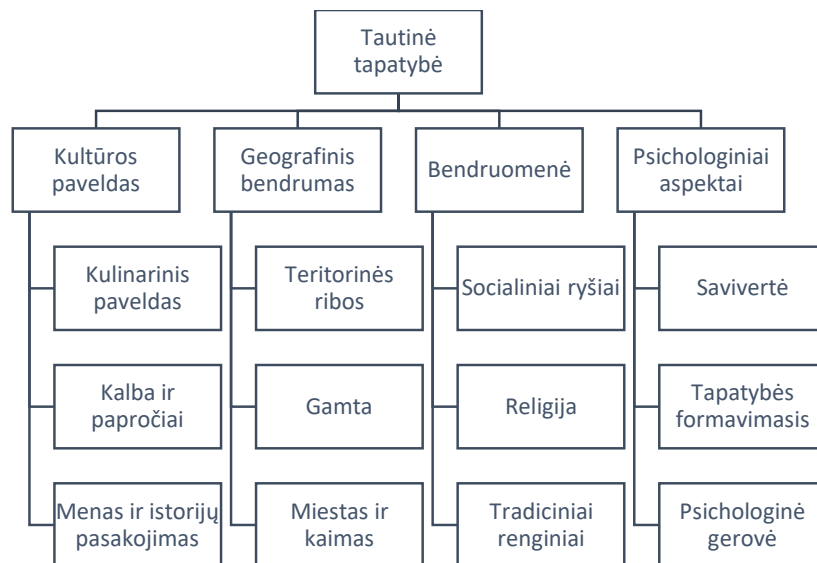 Tautinė
tapatybė
Kultūros
paveldas
Geografinis
bendrumas
Bendruomenė
Psichologiniai
aspektai
Kulinarinis
paveldas
Teritorinės
ribos
Socialiniai ryšiai
Savivertė
Kalba ir
papročiai
Gamta
Religija
Tapatybės
formavimasis
Menas ir istorijų
pasakojimas
Miestas ir
kaimas
Tradiciniai
renginiai
Psichologinė
gerovė